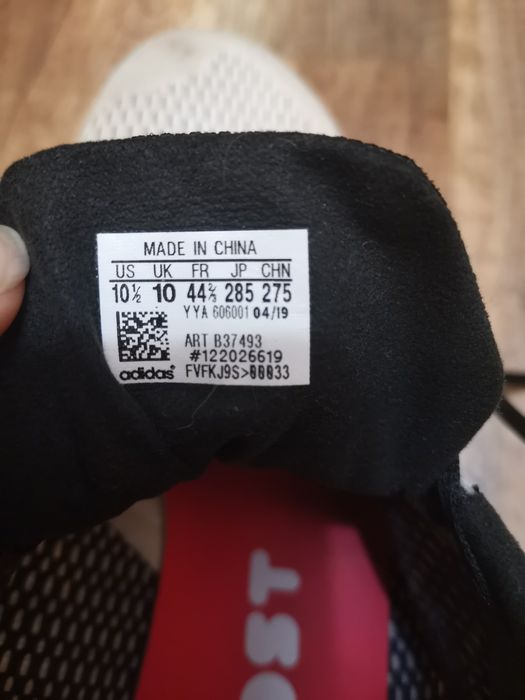 MADE IN CHINA
US UK FR JP CHN
10½ 10 44⅔ 285 275
YYA 606001 04/19
ART B37493
#122026619
adidas FVFKJ9S>00033
OST